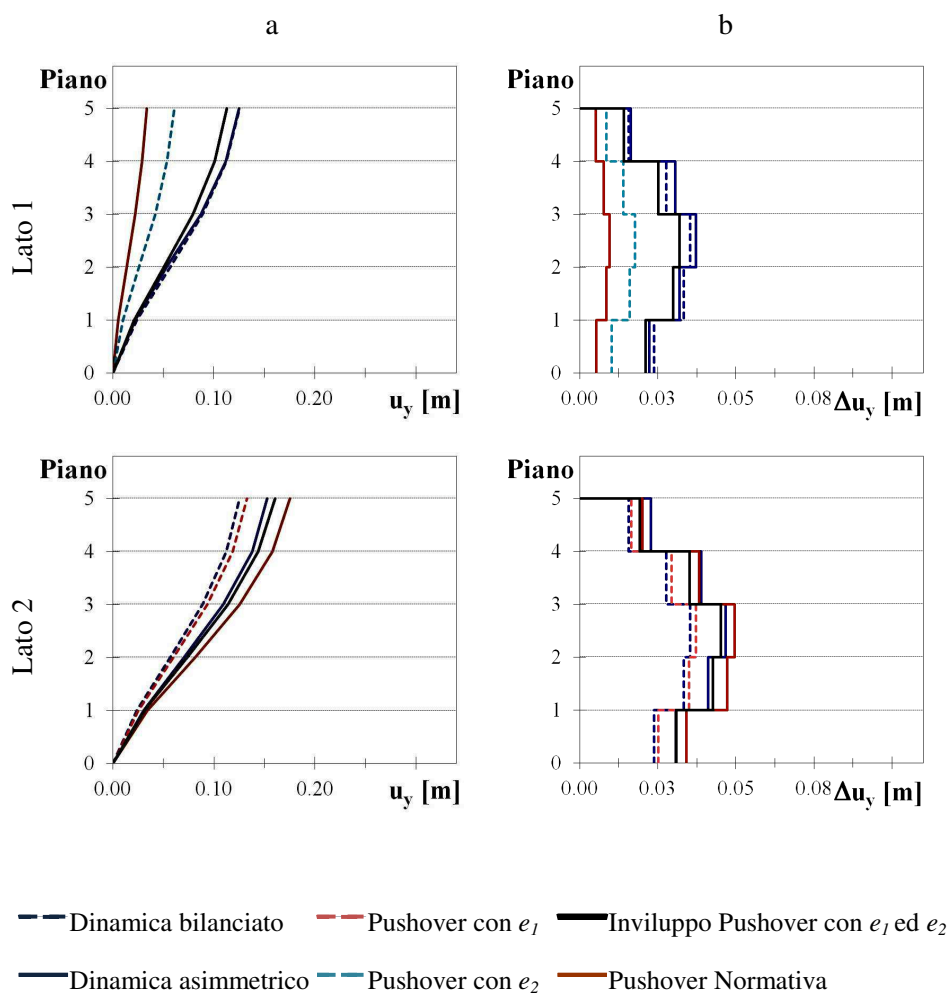 a
b
Lato 1
Piano
5
4
3
2
1
0
0.00
0.10
0.20
u_y [m]
Piano
5
4
3
2
1
0
0.00
0.03
0.05
0.08
Δu_y [m]
Lato 2
Piano
5
4
3
2
1
0
0.00
0.10
0.20
u_y [m]
Piano
5
4
3
2
1
0
0.00
0.03
0.05
0.08
Δu_y [m]
Dinamica bilanciato
Pushover con e_1
Inviluppo Pushover con e_1 ed e_2
Dinamica asimmetrico
Pushover con e_2
Pushover Normativa